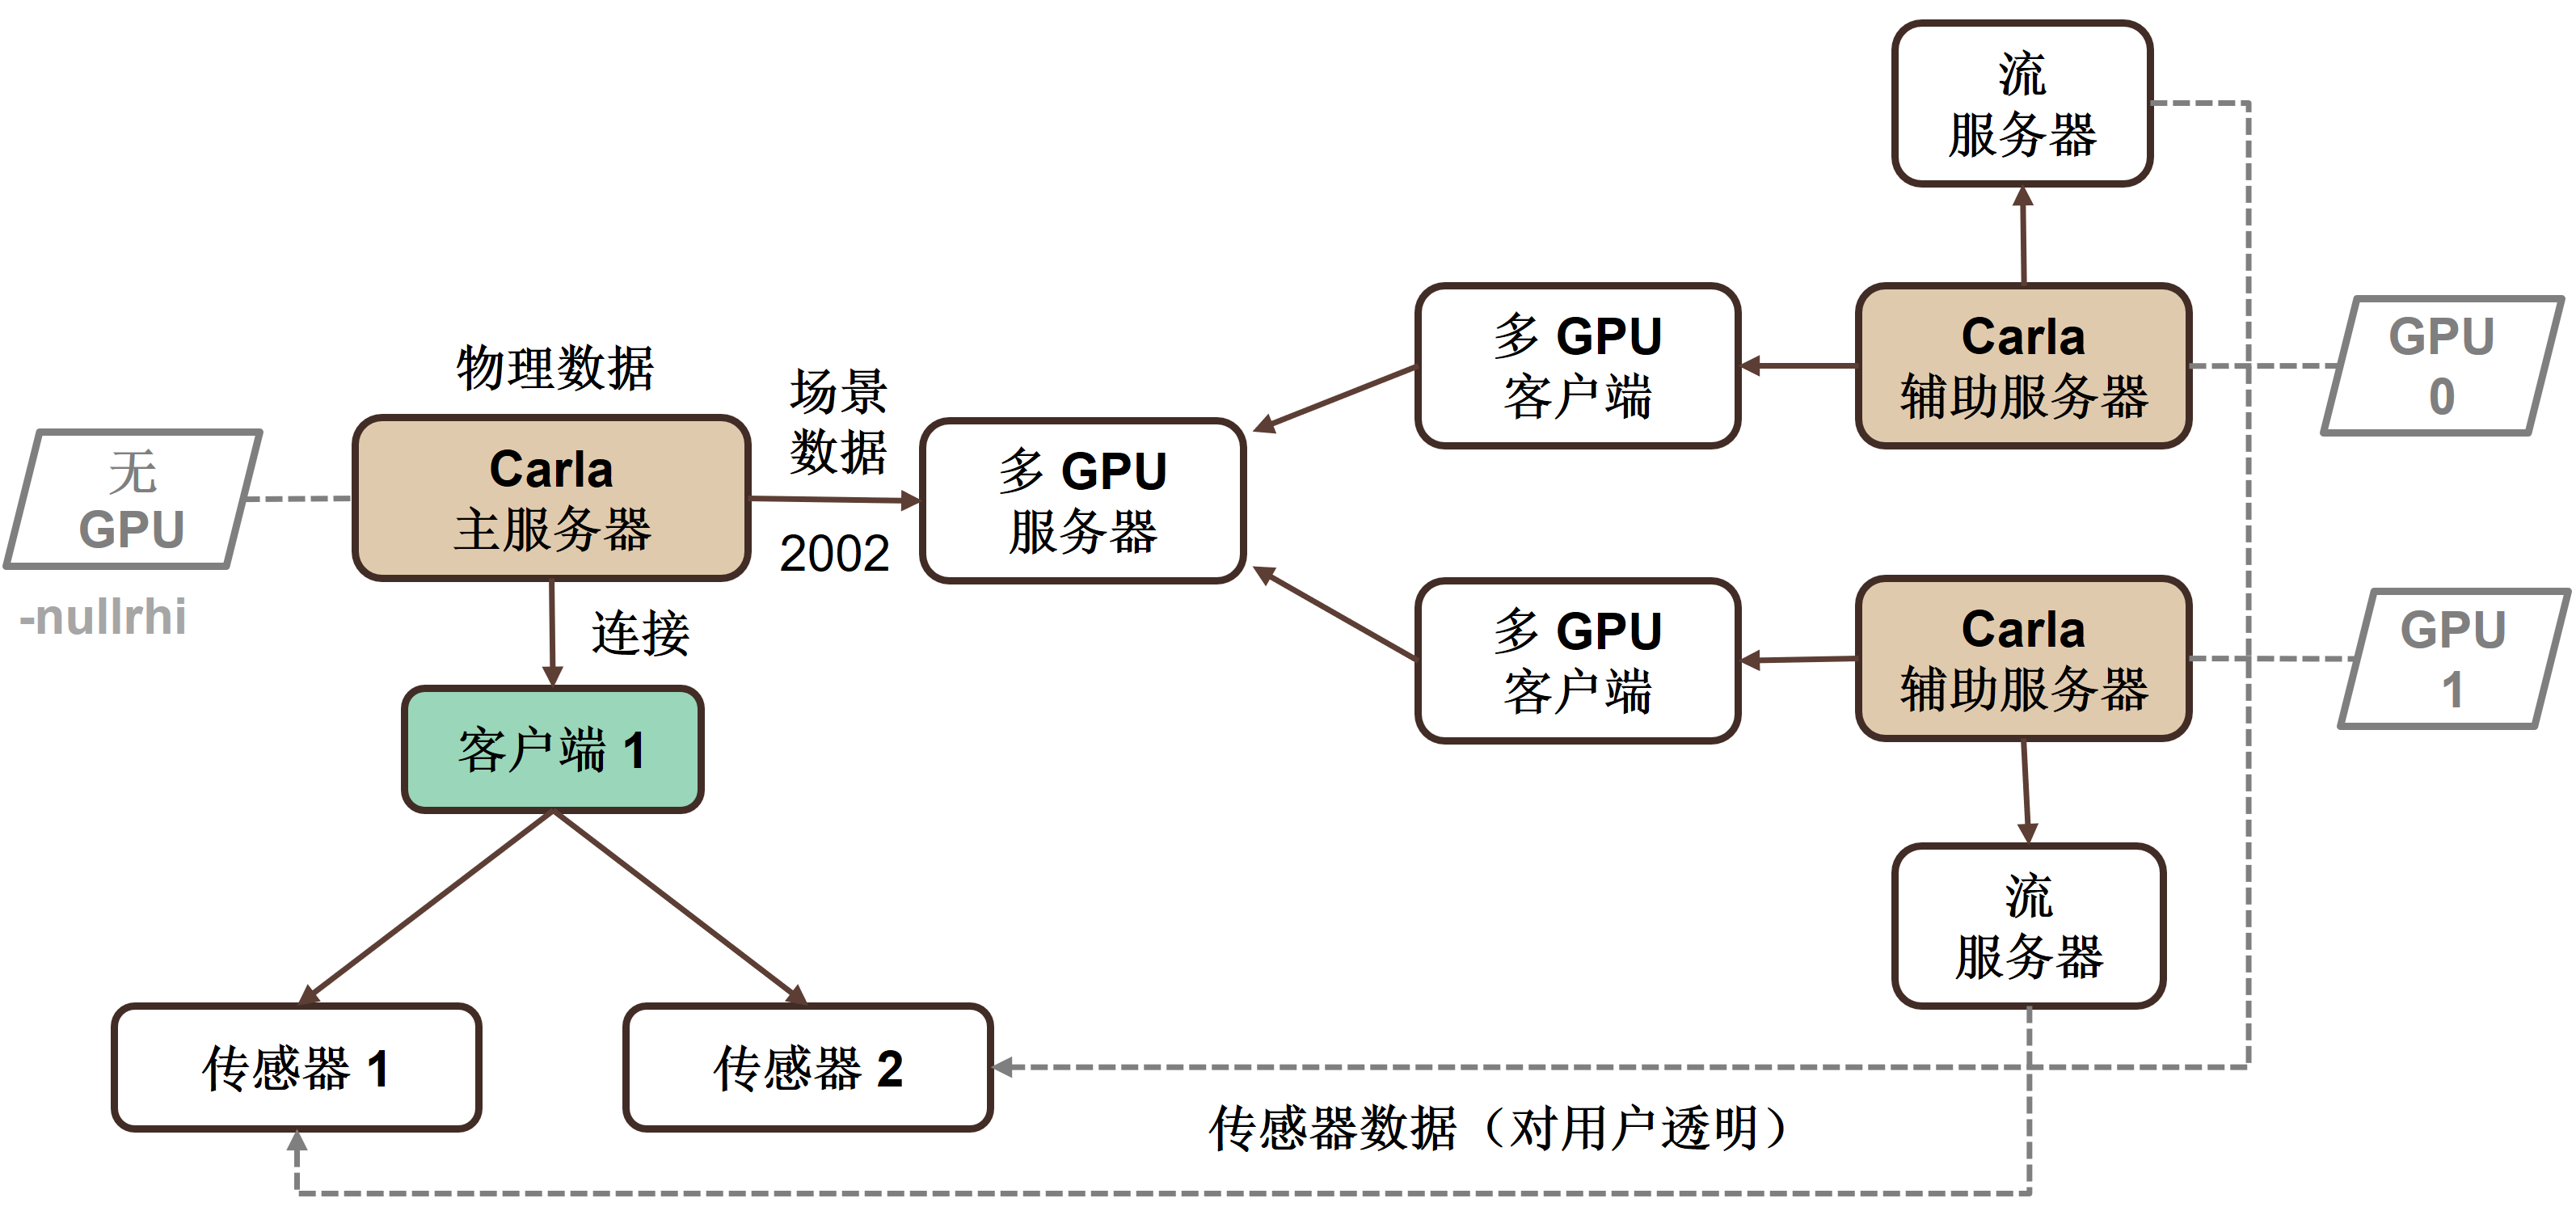 流
服务器
多 GPU
客户端
Carla
辅助服务器
GPU
0
物理数据
场景
数据
无
GPU
-nullrhi
Carla
主服务器
2002
多 GPU
服务器
连接
多 GPU
客户端
Carla
辅助服务器
GPU
1
客户端 1
流
服务器
传感器 1
传感器 2
传感器数据（对用户透明）